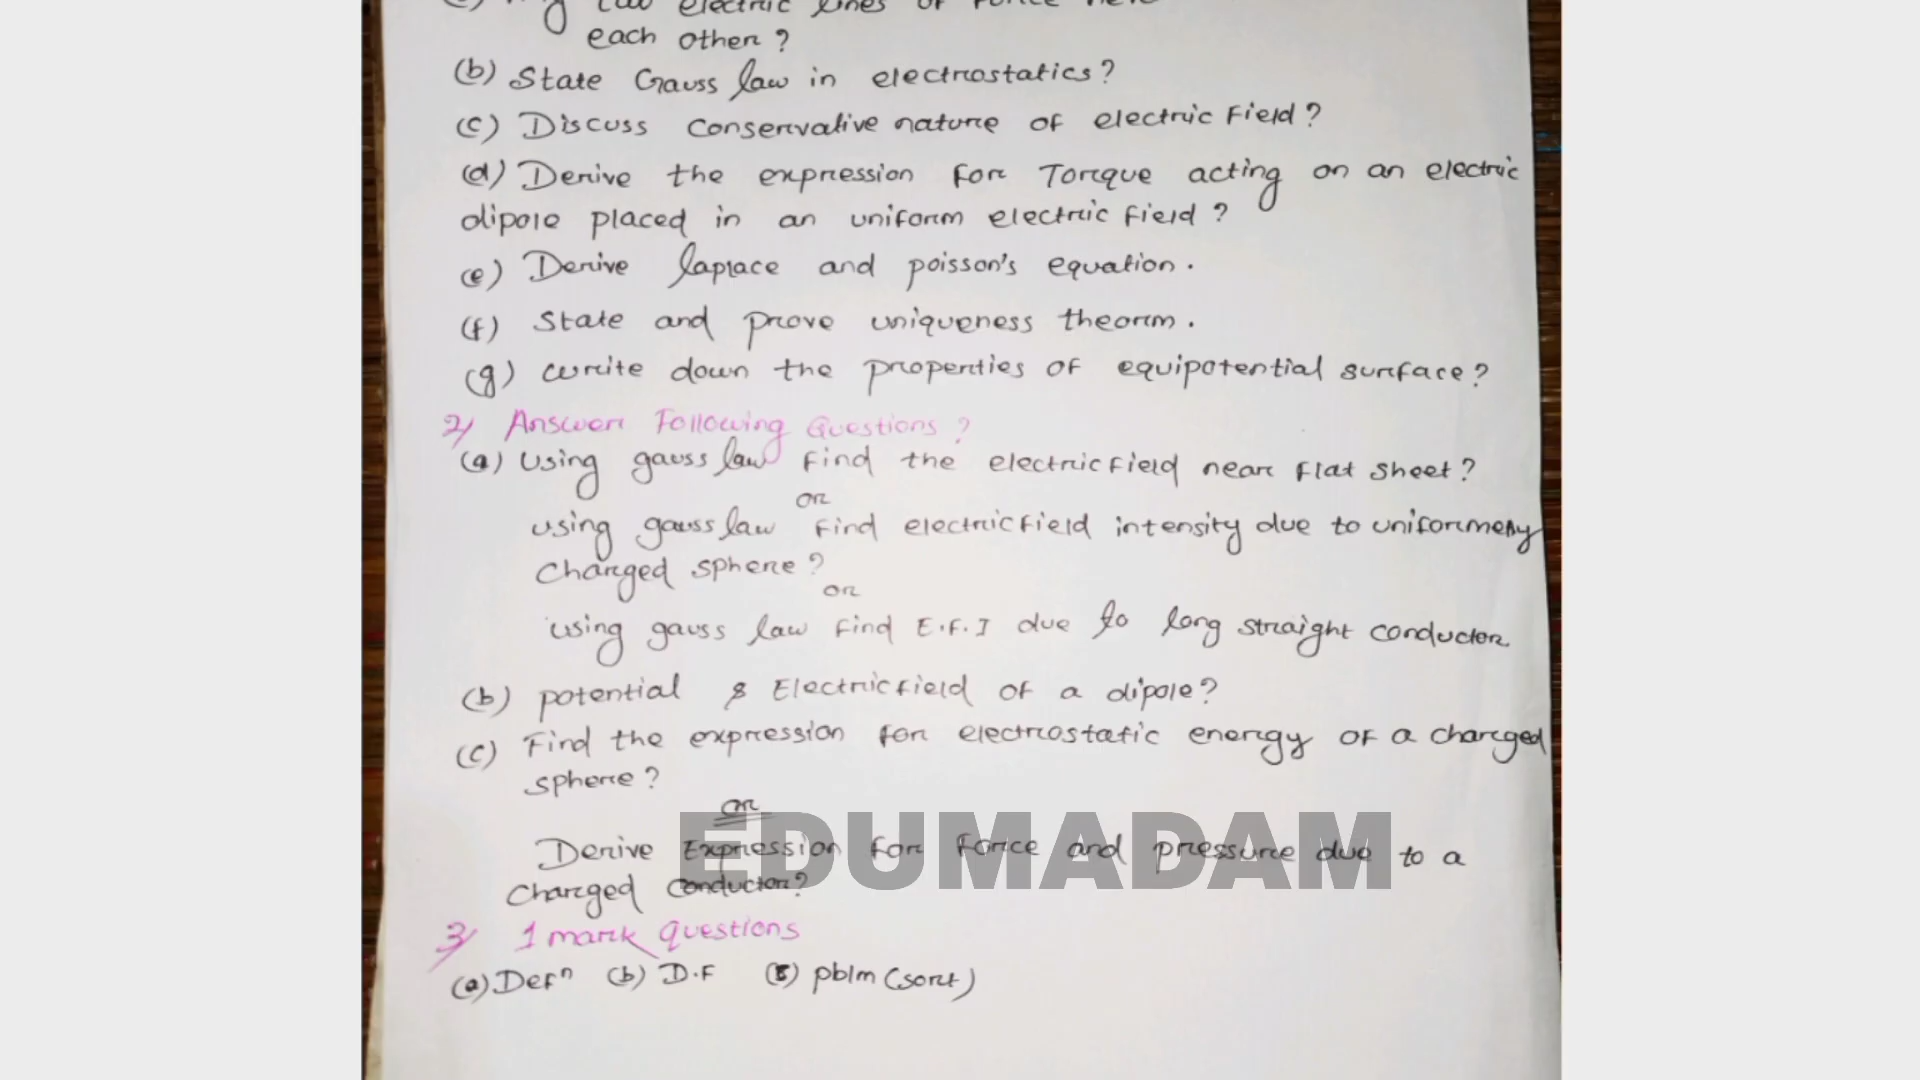 electric lines of
each other ?
(b) State Gauss law in electrostatics?
(c) Discuss conservative nature of electric Field?
(d) Derive the expression for Torque acting on an electric
dipole placed in an uniform electric field ?
(e) Derive laplace and poisson's equation.
(f) State and prove uniqueness theorm.
(g) write down the properties of equipotential surface?
2/ Answer Following Questions ?
(a) Using gauss law find the electric field near flat sheet?
or
using gauss law find electric field intensity due to uniformely
Charged sphere ?
or
using gauss law find E.F.I due to long straight conductor
(b) potential & Electric field of a dipole?
(c) Find the expression for electrostatic energy of a charged
sphere ?
or
Derive Expression for force and pressure due to a
Charged conductor?
EDUMADAM
3/ 1 mark questions
(a) Defⁿ (b) D.F pblm (sort)